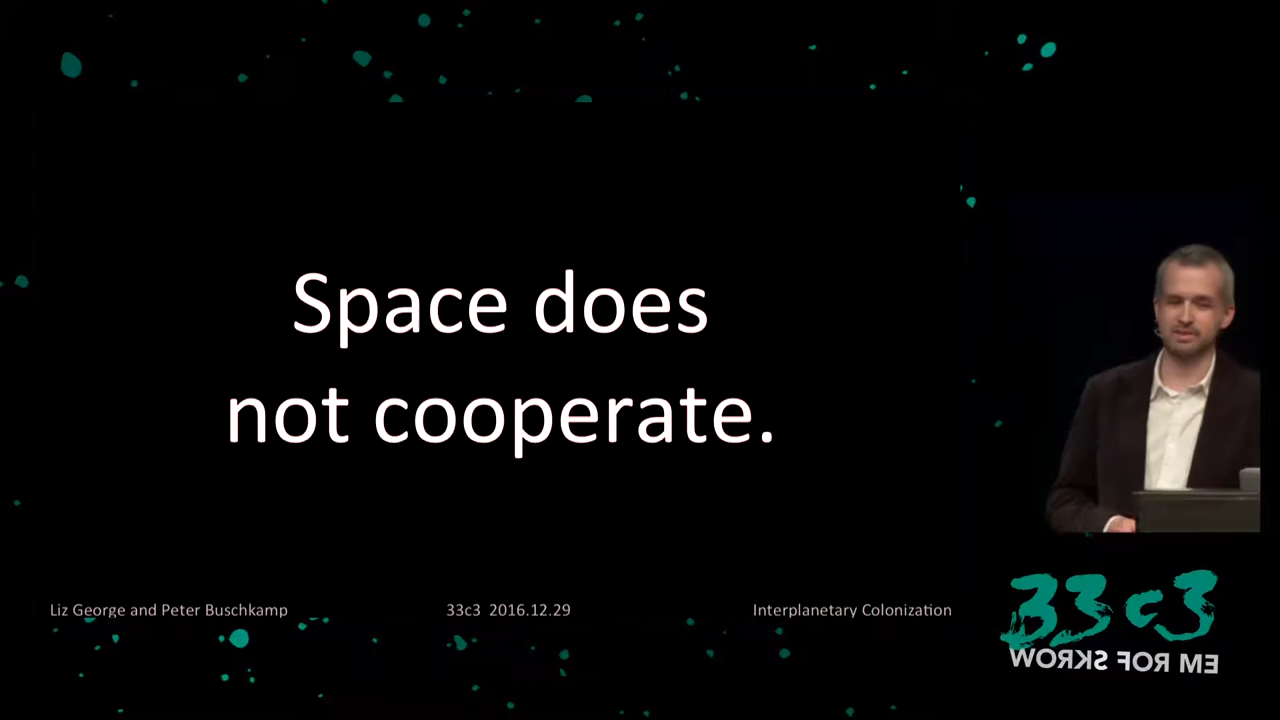 Space does
not cooperate.
Liz George and Peter Buschkamp
33c3 2016.12.29
Interplanetary Colonization
33c3
WORKS FOR ME